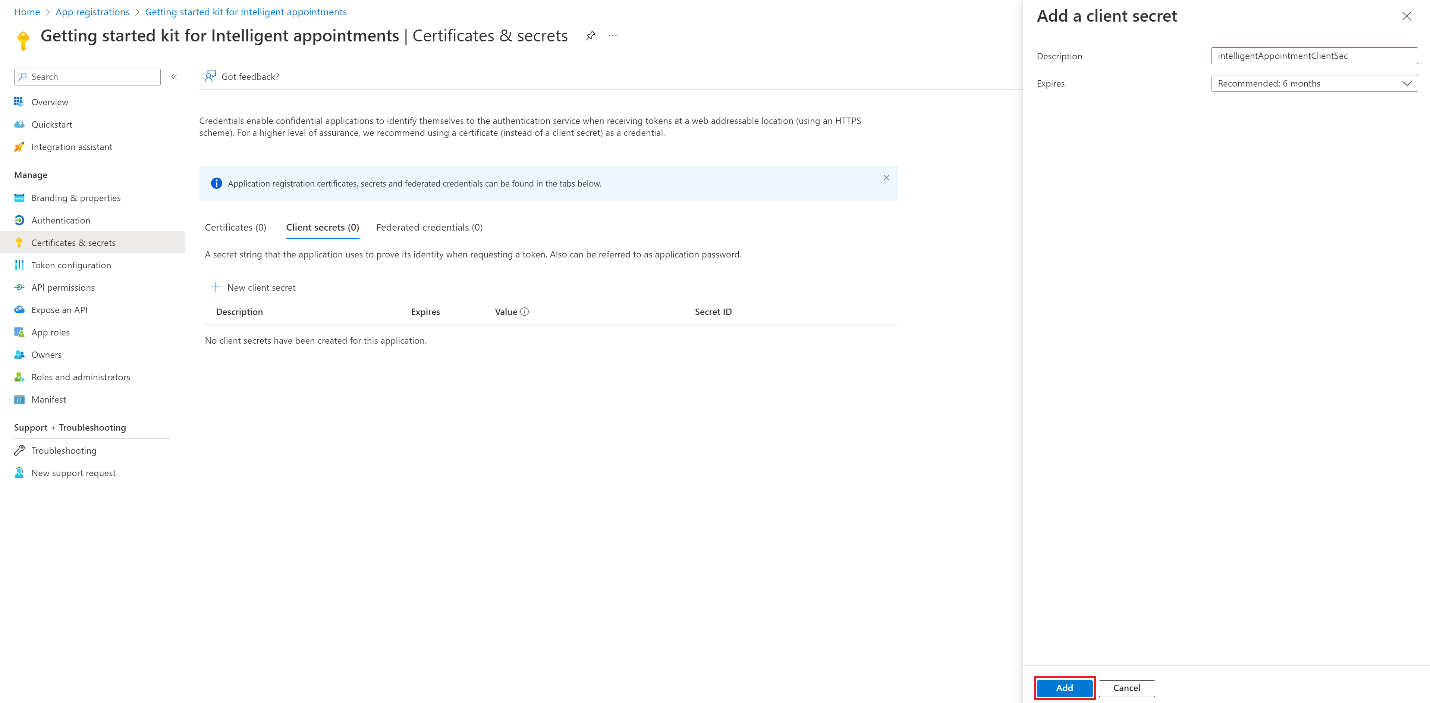 Home > App registrations > Getting started kit for Intelligent appointments
Getting started kit for Intelligent appointments | Certificates & secrets
Search
Overview
Quickstart
Integration assistant
Manage
Branding & properties
Authentication
Certificates & secrets
Token configuration
API permissions
Expose an API
App roles
Owners
Roles and administrators
Manifest
Support + Troubleshooting
Troubleshooting
New support request
Got feedback?
Credentials enable confidential applications to identify themselves to the authentication service when receiving tokens at a web addressable location (using an HTTPS
scheme). For a higher level of assurance, we recommend using a certificate (instead of a client secret) as a credential.
Application registration certificates, secrets and federated credentials can be found in the tabs below.
Certificates (0) Client secrets (0) Federated credentials (0)
A secret string that the application uses to prove its identity when requesting a token. Also can be referred to as application password.
New client secret
Description Expires Value Secret ID
No client secrets have been created for this application.
Add a client secret
Description intelligentAppointmentClientSec
Expires Recommended: 6 months
Add Cancel